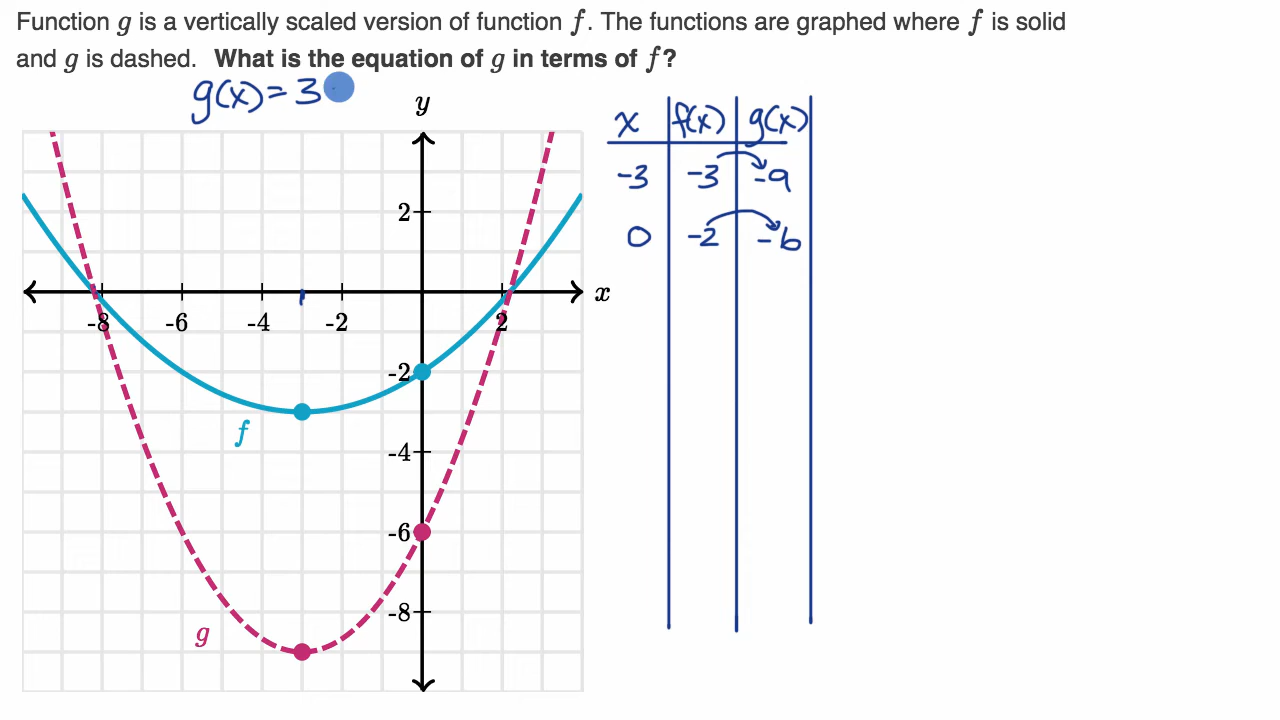 Function g is a vertically scaled version of function f. The functions are graphed where f is solid
and g is dashed. What is the equation of g in terms of f?
g(x)=3
y
x f(x) g(x)
-3 -3 -9
0 -2 -6
2
x
-8 -6 -4 -2 2
-2
f
-4
-6
-8
g